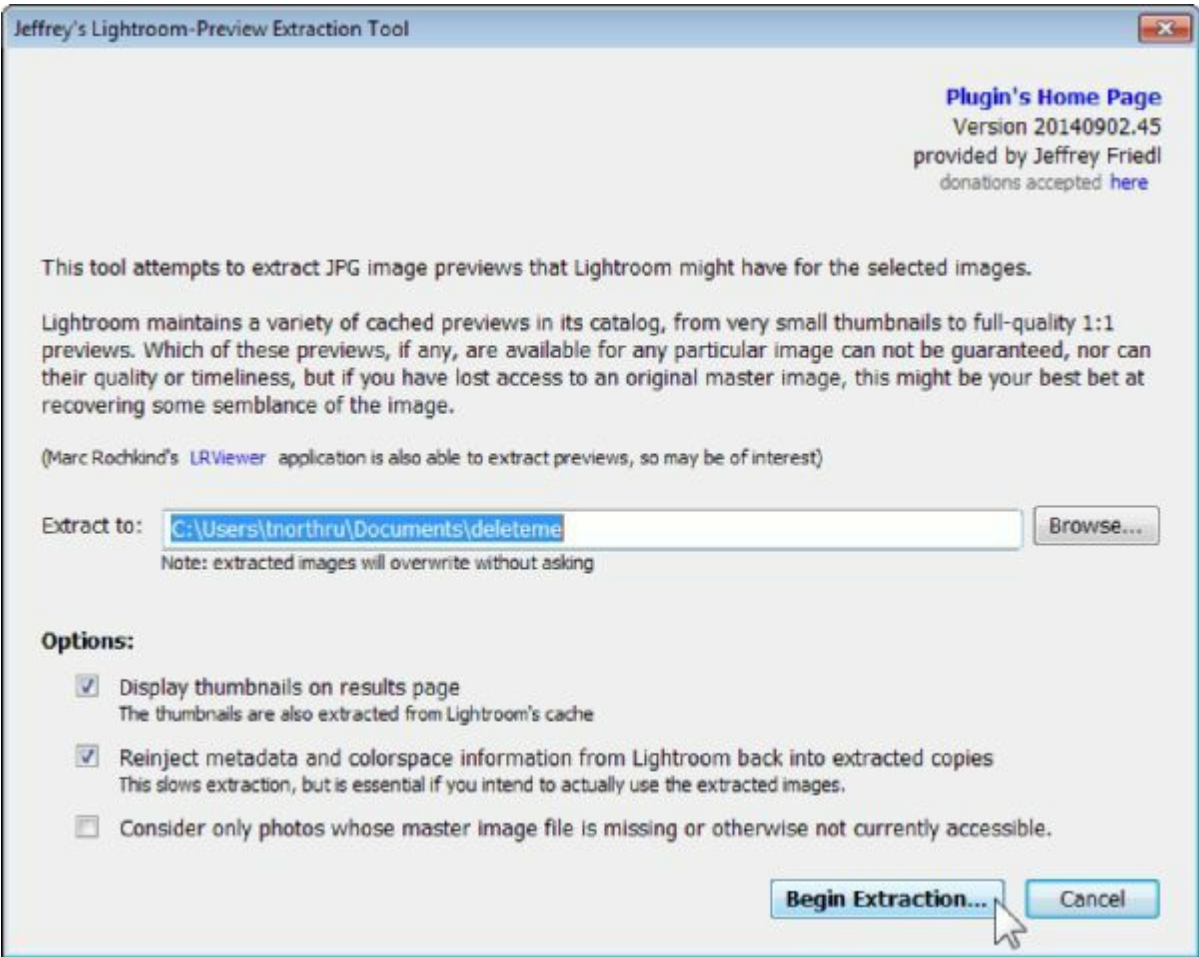 Jeffrey's Lightroom-Preview Extraction Tool
Plugin's Home Page
Version 20140902.45
provided by Jeffrey Friedl
donations accepted here
This tool attempts to extract JPG image previews that Lightroom might have for the selected images.
Lightroom maintains a variety of cached previews in its catalog, from very small thumbnails to full-quality 1:1
previews. Which of these previews, if any, are available for any particular image can not be guaranteed, nor can
their quality or timeliness, but if you have lost access to an original master image, this might be your best bet at
recovering some semblance of the image.
(Marc Rochkind's LRViewer application is also able to extract previews, so may be of interest)
Extract to: C:\Users\tnorthru\Documents\deleteme Browse...
Note: extracted images will overwrite without asking
Options:
Display thumbnails on results page
The thumbnails are also extracted from Lightroom's cache
Reinject metadata and colorspace information from Lightroom back into extracted copies
This slows extraction, but is essential if you intend to actually use the extracted images.
Consider only photos whose master image file is missing or otherwise not currently accessible.
Begin Extraction... Cancel